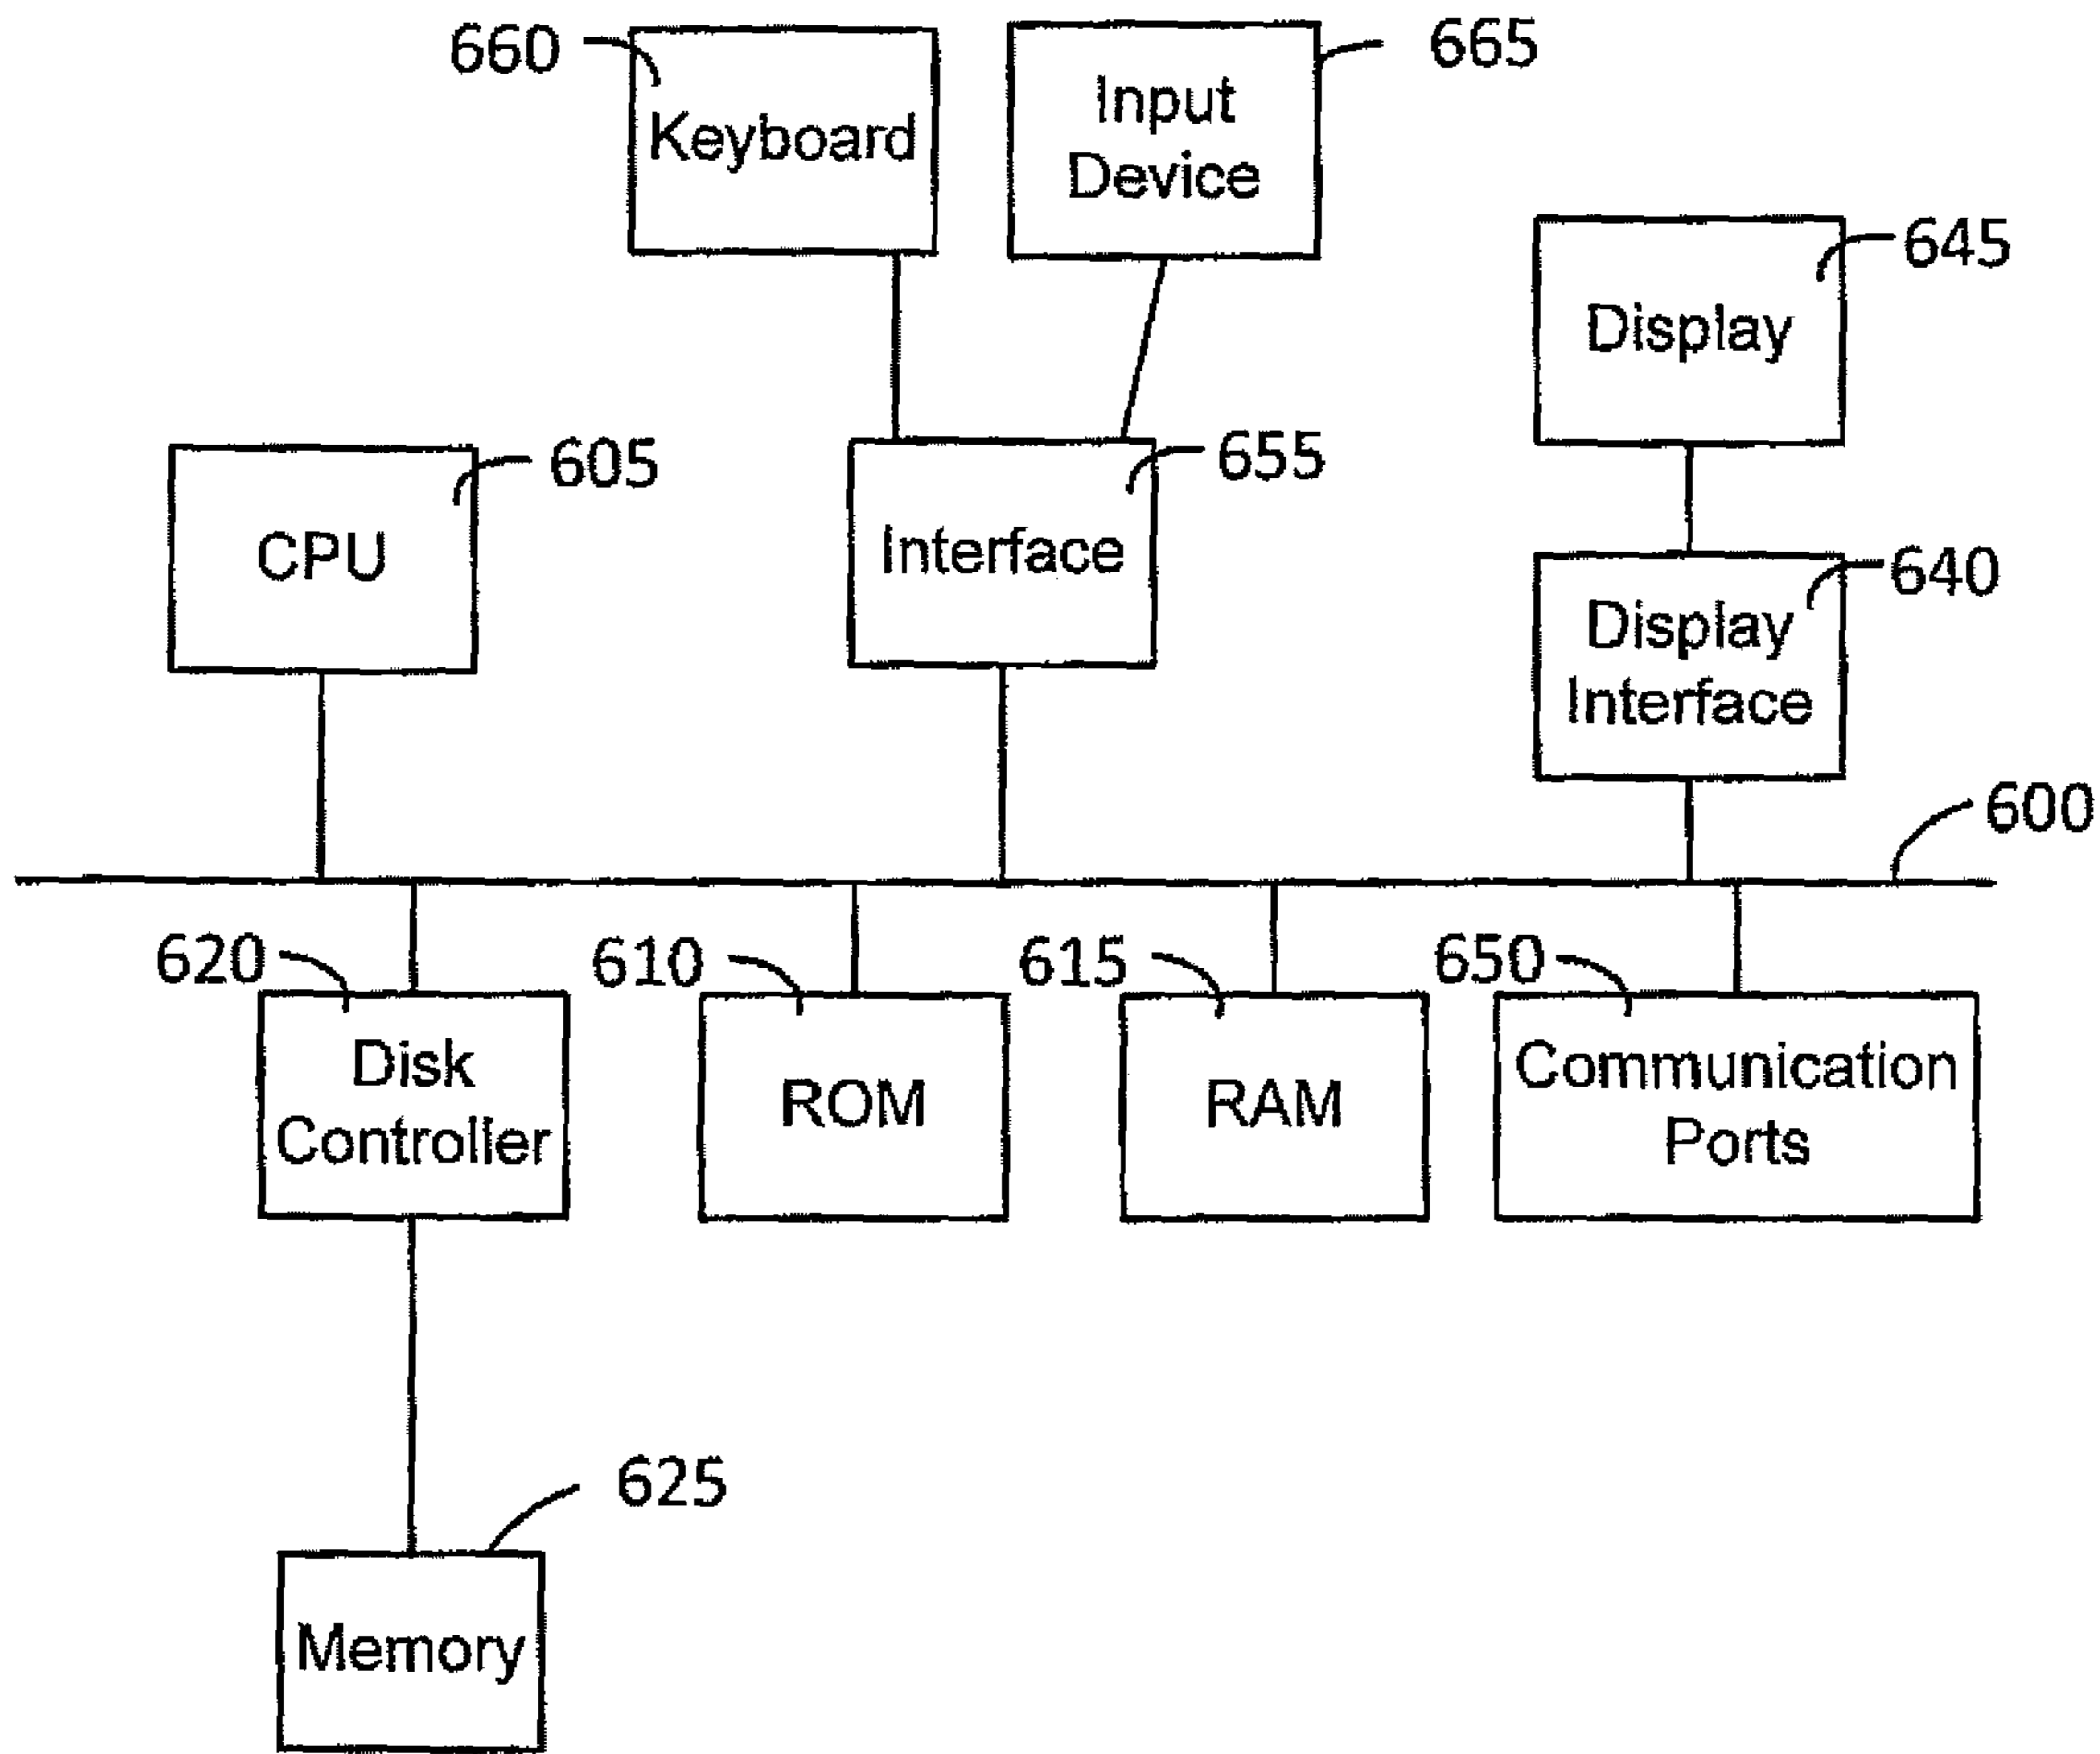 660
665
Keyboard
Input
Device
645
Display
605
655
CPU
Interface
640
Display
Interface
600
620
610
615
650
Disk
Controller
ROM
RAM
Communication
Ports
625
Memory